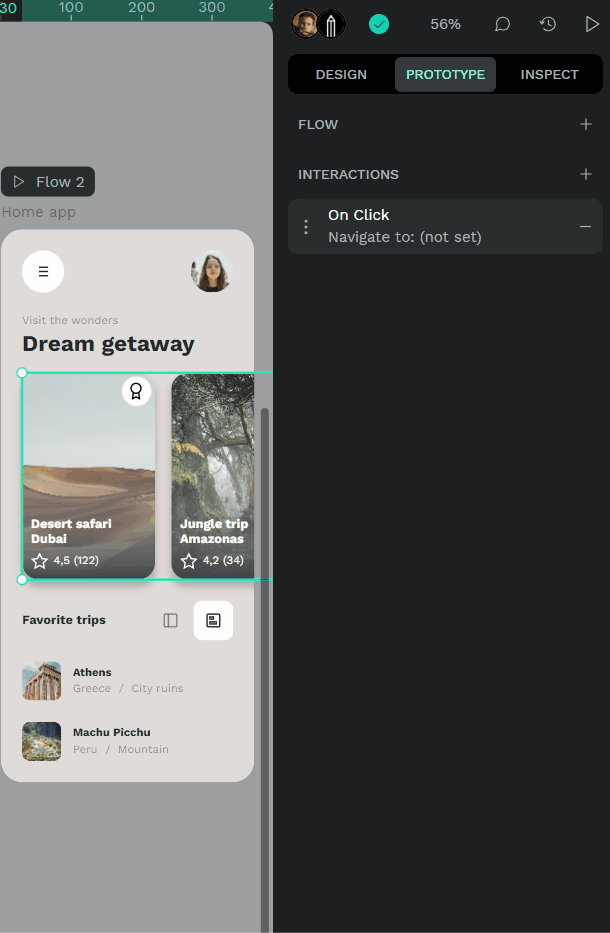 30 100 200 300
56%
DESIGN PROTOTYPE INSPECT
FLOW
INTERACTIONS
On Click
Navigate to: (not set)
Flow 2
Home app
Visit the wonders
Dream getaway
Desert safari
Dubai
4,5 (122)
Jungle trip
Amazonas
4,2 (34)
Favorite trips
Athens
Greece / City ruins
Machu Picchu
Peru / Mountain